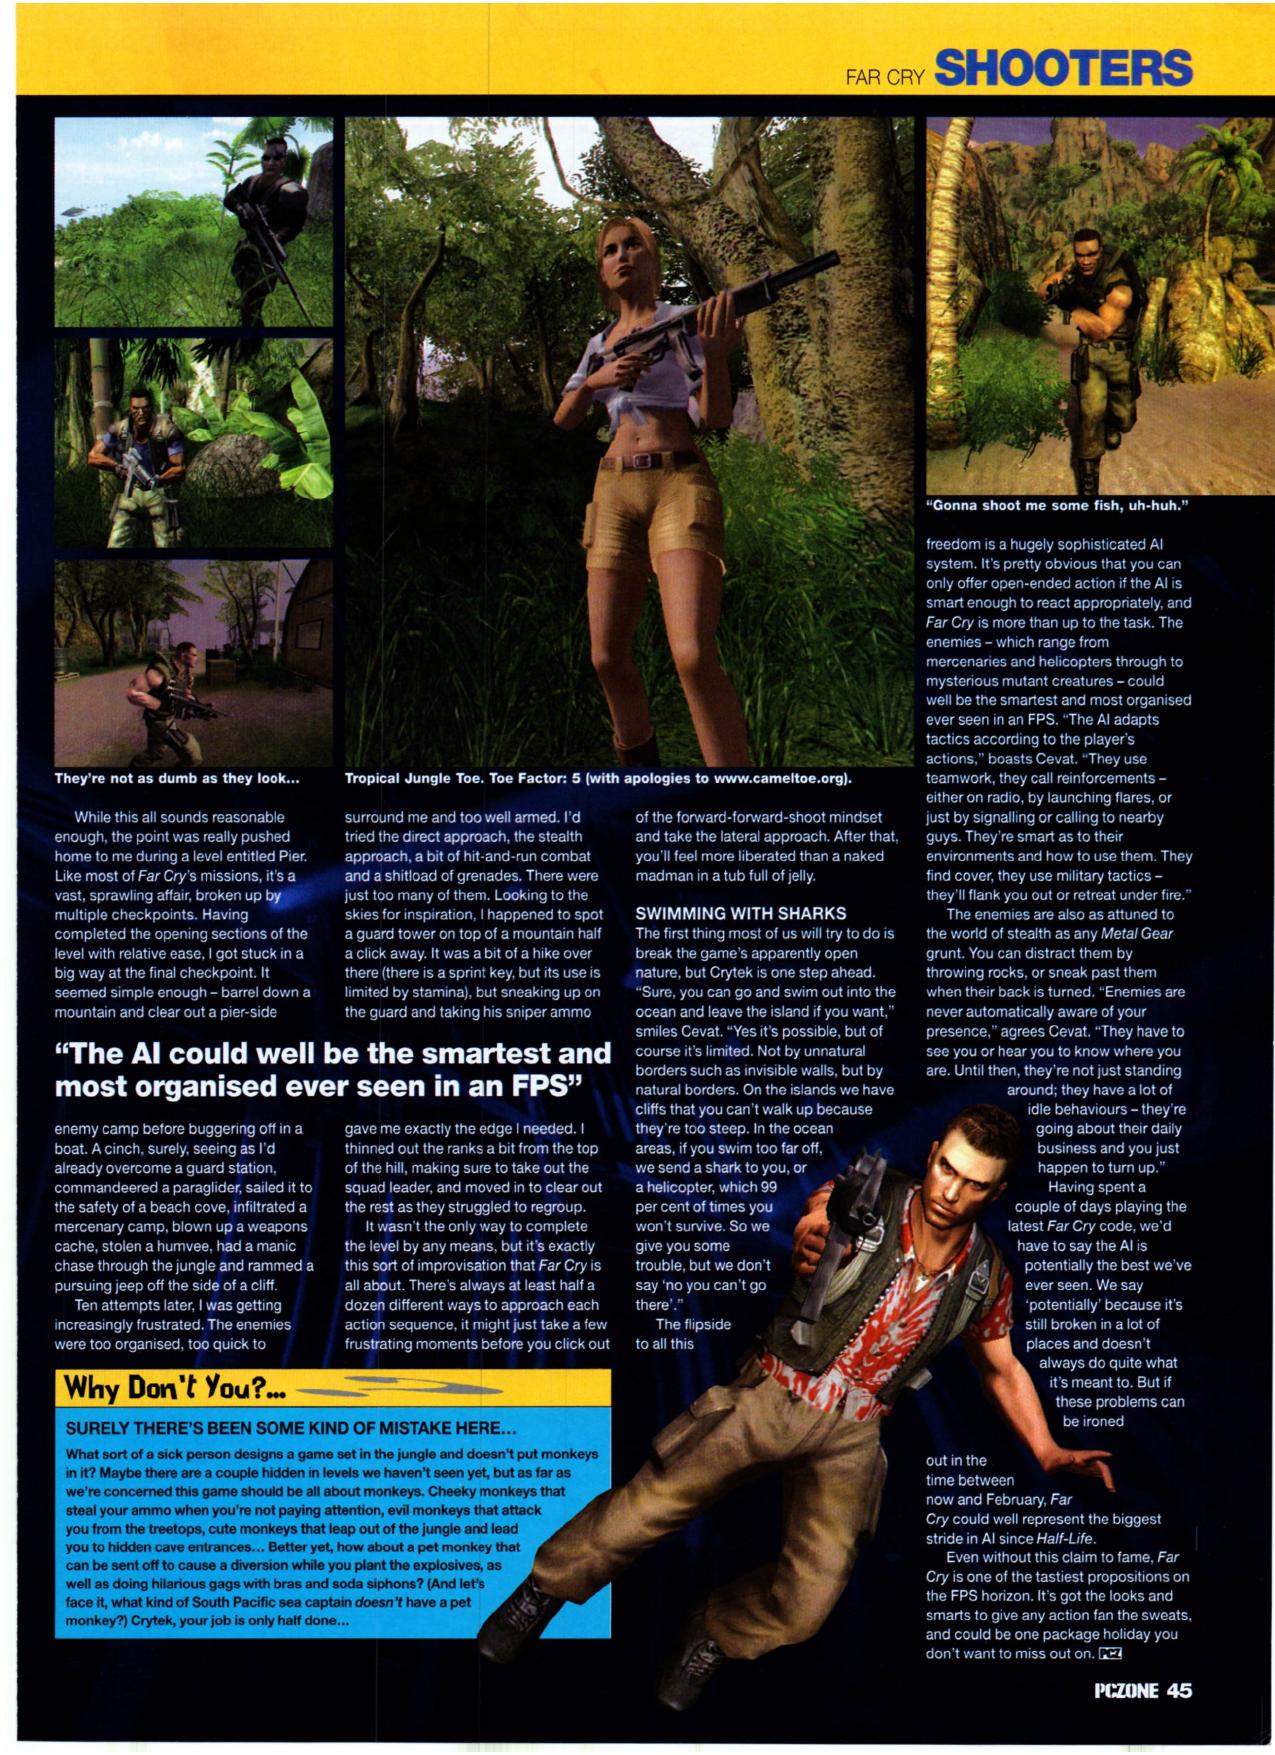 FAR CRY SHOOTERS
"Gonna shoot me some fish, uh-huh."
They're not as dumb as they look...
Tropical Jungle Toe. Toe Factor: 5 (with apologies to www.cameltoe.org).
While this all sounds reasonable
enough, the point was really pushed
home to me during a level entitled Pier.
Like most of Far Cry's missions, it's a
vast, sprawling affair, broken up by
multiple checkpoints. Having
completed the opening sections of the
level with relative ease, I got stuck in a
big way at the final checkpoint. It
seemed simple enough – barrel down a
mountain and clear out a pier-side
"The AI could well be the smartest and
most organised ever seen in an FPS"
enemy camp before buggering off in a
boat. A cinch, surely, seeing as I'd
already overcome a guard station,
commandeered a paraglider, sailed it to
the safety of a beach cove, infiltrated a
mercenary camp, blown up a weapons
cache, stolen a humvee, had a manic
chase through the jungle and rammed a
pursuing jeep off the side of a cliff.
Ten attempts later, I was getting
increasingly frustrated. The enemies
were too organised, too quick to
surround me and too well armed. I'd
tried the direct approach, the stealth
approach, a bit of hit-and-run combat
and a shitload of grenades. There were
just too many of them. Looking to the
skies for inspiration, I happened to spot
a guard tower on top of a mountain half
a click away. It was a bit of a hike over
there (there is a sprint key, but its use is
limited by stamina), but sneaking up on
the guard and taking his sniper ammo
gave me exactly the edge I needed. I
thinned out the ranks a bit from the top
of the hill, making sure to take out the
squad leader, and moved in to clear out
the rest as they struggled to regroup.
It wasn't the only way to complete
the level by any means, but it's exactly
this sort of improvisation that Far Cry is
all about. There's always at least half a
dozen different ways to approach each
action sequence, it might just take a few
frustrating moments before you click out
of the forward-forward-shoot mindset
and take the lateral approach. After that,
you'll feel more liberated than a naked
madman in a tub full of jelly.
SWIMMING WITH SHARKS
The first thing most of us will try to do is
break the game's apparently open
nature, but Crytek is one step ahead.
"Sure, you can go and swim out into the
ocean and leave the island if you want,"
smiles Cevat. "Yes it's possible, but of
course it's limited. Not by unnatural
borders such as invisible walls, but by
natural borders. On the islands we have
cliffs that you can't walk up because
they're too steep. In the ocean
areas, if you swim too far off,
we send a shark to you, or
a helicopter, which 99
per cent of times you
won't survive. So we
give you some
trouble, but we don't
say 'no you can't go
there'."
The flipside
to all this
freedom is a hugely sophisticated AI
system. It's pretty obvious that you can
only offer open-ended action if the AI is
smart enough to react appropriately, and
Far Cry is more than up to the task. The
enemies – which range from
mercenaries and helicopters through to
mysterious mutant creatures – could
well be the smartest and most organised
ever seen in an FPS. "The AI adapts
tactics according to the player's
actions," boasts Cevat. "They use
teamwork, they call reinforcements –
either on radio, by launching flares, or
just by signalling or calling to nearby
guys. They're smart as to their
environments and how to use them. They
find cover, they use military tactics –
they'll flank you out or retreat under fire."
The enemies are also as attuned to
the world of stealth as any Metal Gear
grunt. You can distract them by
throwing rocks, or sneak past them
when their back is turned. "Enemies are
never automatically aware of your
presence," agrees Cevat. "They have to
see you or hear you to know where you
are. Until then, they're not just standing
around; they have a lot of
idle behaviours – they're
going about their daily
business and you just
happen to turn up."
Having spent a
couple of days playing the
latest Far Cry code, we'd
have to say the AI is
potentially the best we've
ever seen. We say
'potentially' because it's
still broken in a lot of
places and doesn't
always do quite what
it's meant to. But if
these problems can
be ironed
out in the
time between
now and February, Far
Cry could well represent the biggest
stride in AI since Half-Life.
Even without this claim to fame, Far
Cry is one of the tastiest propositions on
the FPS horizon. It's got the looks and
smarts to give any action fan the sweats,
and could be one package holiday you
don't want to miss out on. PCZ
Why Don't You?...
SURELY THERE'S BEEN SOME KIND OF MISTAKE HERE...
What sort of a sick person designs a game set in the jungle and doesn't put monkeys
in it? Maybe there are a couple hidden in levels we haven't seen yet, but as far as
we're concerned this game should be all about monkeys. Cheeky monkeys that
steal your ammo when you're not paying attention, evil monkeys that attack
you from the treetops, cute monkeys that leap out of the jungle and lead
you to hidden cave entrances... Better yet, how about a pet monkey that
can be sent off to cause a diversion while you plant the explosives, as
well as doing hilarious gags with bras and soda siphons? (And let's
face it, what kind of South Pacific sea captain doesn't have a pet
monkey?) Crytek, your job is only half done...
PCZONE 45